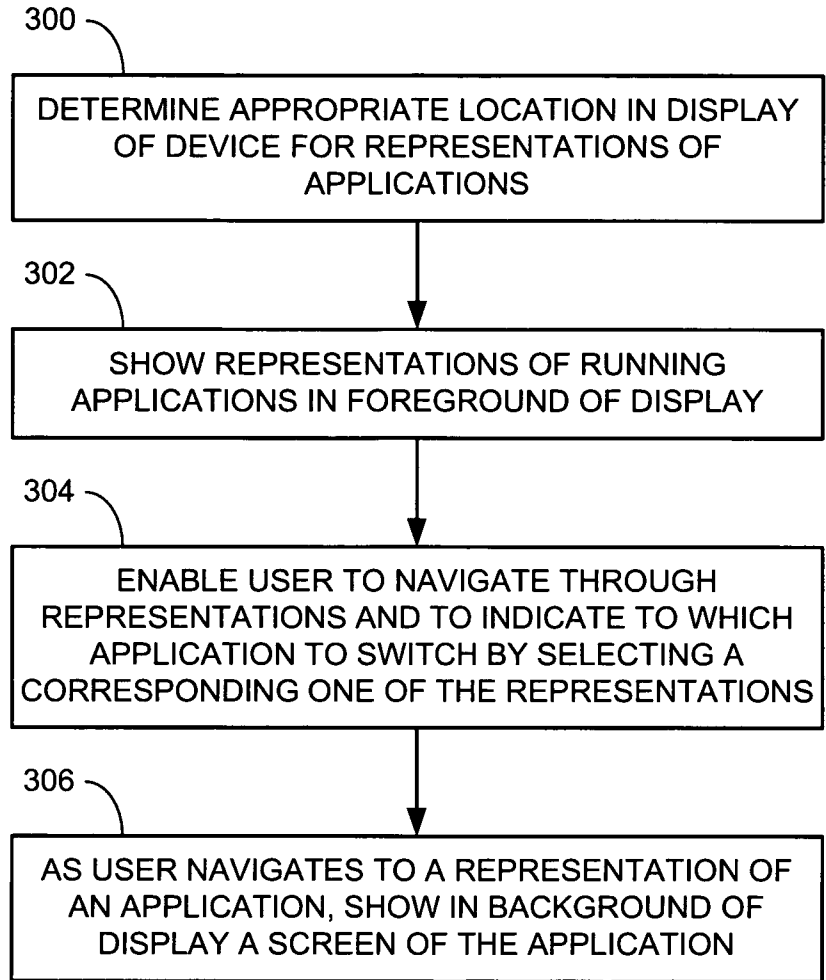 300
DETERMINE APPROPRIATE LOCATION IN DISPLAY
OF DEVICE FOR REPRESENTATIONS OF
APPLICATIONS
302
SHOW REPRESENTATIONS OF RUNNING
APPLICATIONS IN FOREGROUND OF DISPLAY
304
ENABLE USER TO NAVIGATE THROUGH
REPRESENTATIONS AND TO INDICATE TO WHICH
APPLICATION TO SWITCH BY SELECTING A
CORRESPONDING ONE OF THE REPRESENTATIONS
306
AS USER NAVIGATES TO A REPRESENTATION OF
AN APPLICATION, SHOW IN BACKGROUND OF
DISPLAY A SCREEN OF THE APPLICATION